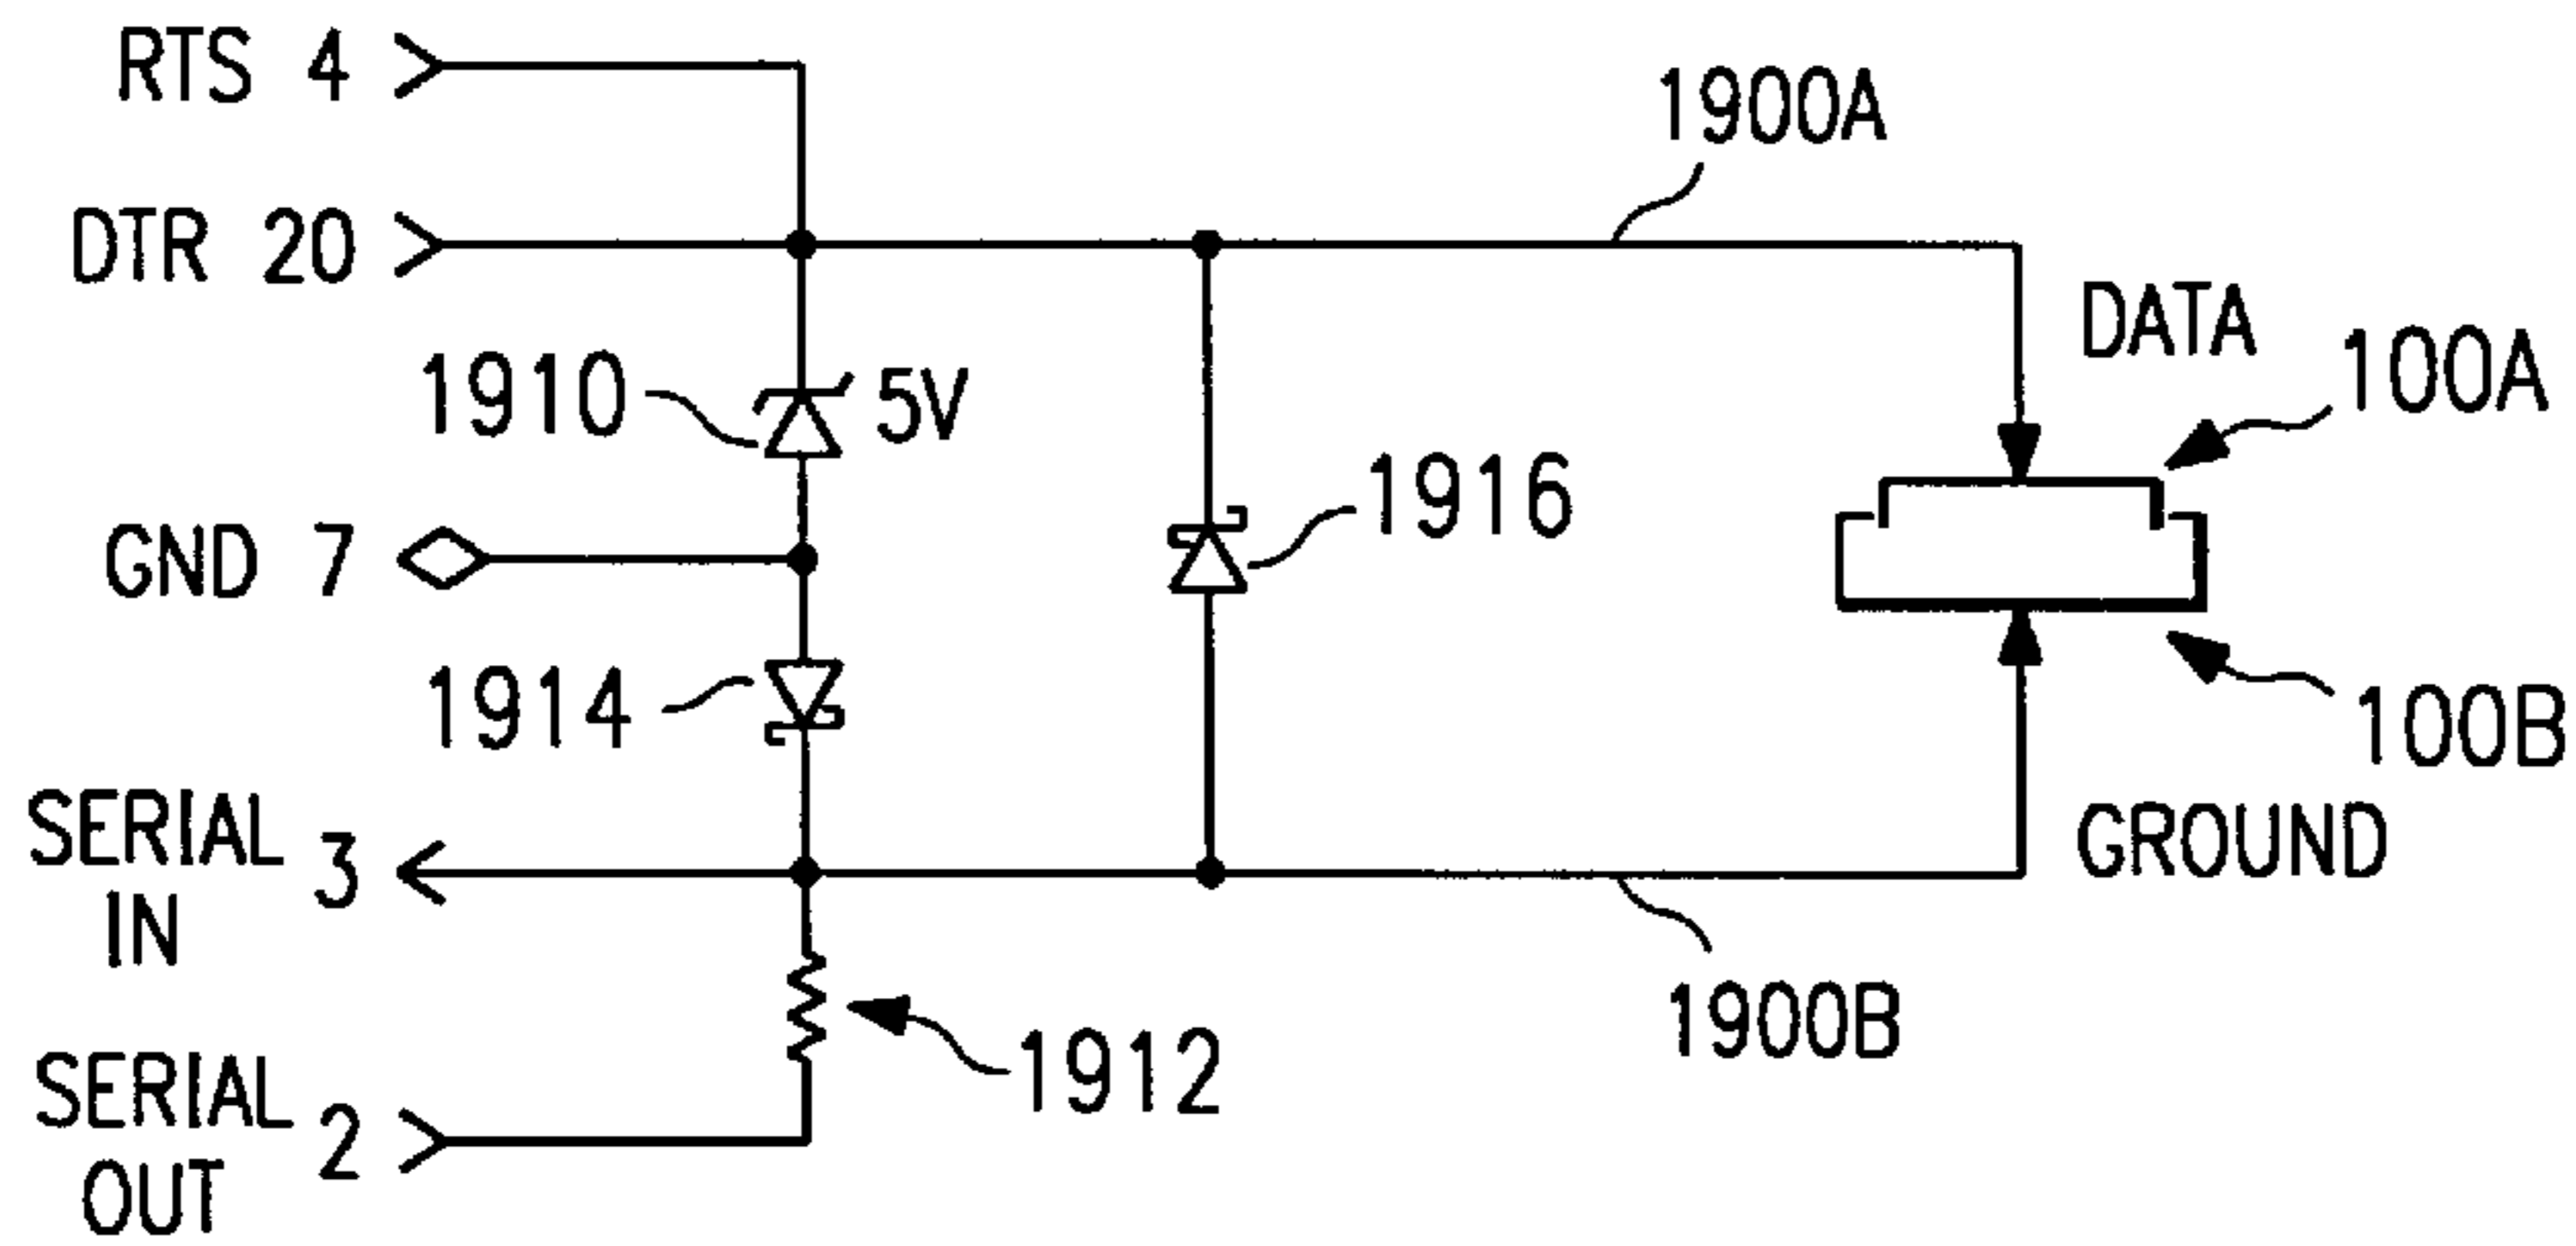 RTS 4
1900A
DTR 20
DATA
100A
1910
5V
1916
GND 7
1914
100B
SERIAL
IN
3
GROUND
1900B
1912
SERIAL
OUT
2